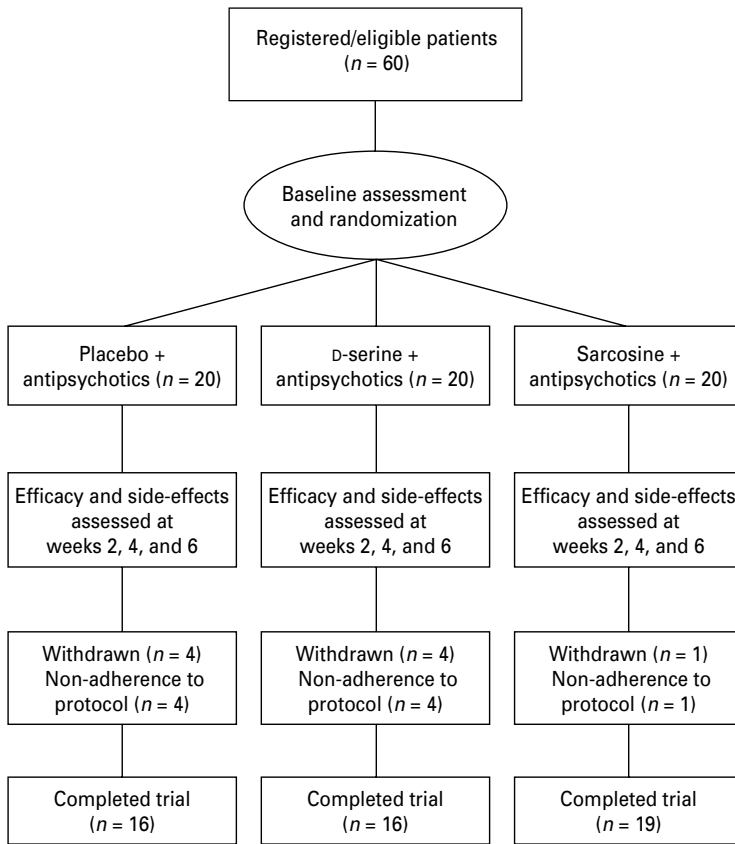 Registered/eligible patients
(n = 60)
Baseline assessment
and randomization
Placebo +
antipsychotics (n = 20)
D-serine +
antipsychotics (n = 20)
Sarcosine +
antipsychotics (n = 20)
Efficacy and side-effects
assessed at
weeks 2, 4, and 6
Efficacy and side-effects
assessed at
weeks 2, 4, and 6
Efficacy and side-effects
assessed at
weeks 2, 4, and 6
Withdrawn (n = 4)
Non-adherence to
protocol (n = 4)
Withdrawn (n = 4)
Non-adherence to
protocol (n = 4)
Withdrawn (n = 1)
Non-adherence to
protocol (n = 1)
Completed trial
(n = 16)
Completed trial
(n = 16)
Completed trial
(n = 19)